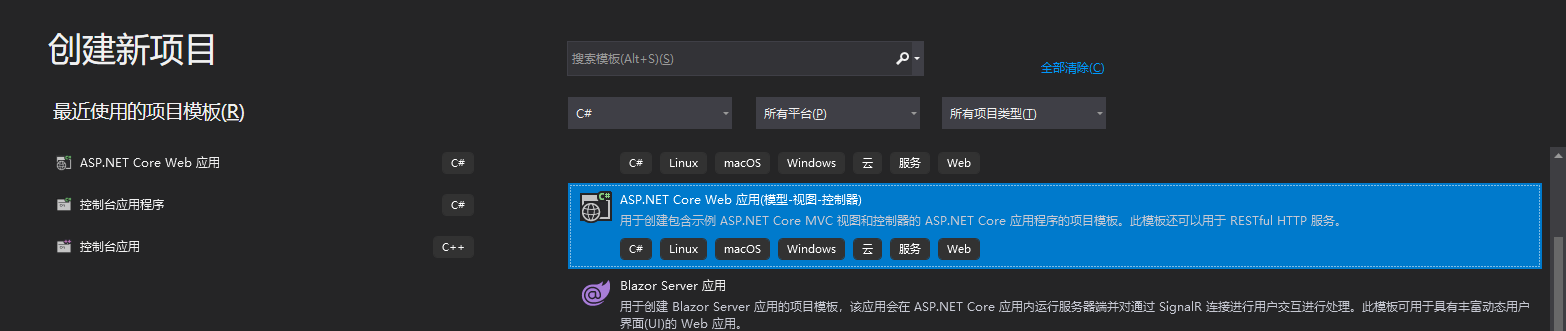 创建新项目
最近使用的项目模板(R)
ASP.NET Core Web 应用
C#
控制台应用程序
C#
控制台应用
C++
搜索模板(Alt+S)(S)
全部清除(C)
C#
所有平台(P)
所有项目类型(T)
C# Linux macOS Windows 云 服务 Web
ASP.NET Core Web 应用(模型-视图-控制器)
用于创建包含示例 ASP.NET Core MVC 视图和控制器的 ASP.NET Core 应用程序的项目模板。此模板还可以用于 RESTful HTTP 服务。
C# Linux macOS Windows 云 服务 Web
Blazor Server 应用
用于创建 Blazor Server 应用的项目模板，该应用会在 ASP.NET Core 应用内运行服务器端并对通过 SignalR 连接进行用户交互进行处理。此模板可用于具有丰富动态用户
界面(UI)的 Web 应用。